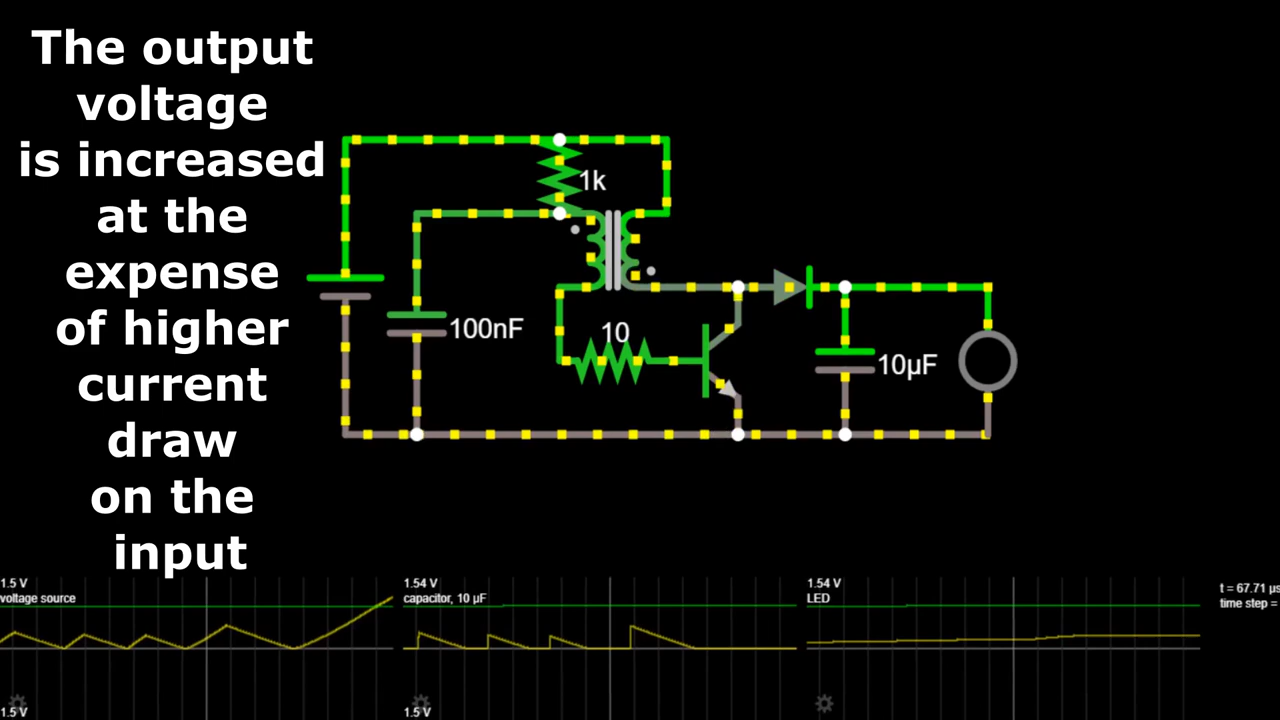 The output
voltage
is increased
at the
expense
of higher
current
draw
on the
input
1k
100nF
10
10µF
1.5 V
voltage source
1.5 V
1.54 V
capacitor, 10 µF
1.5 V
1.54 V
LED
t = 67.71 µs
time step =